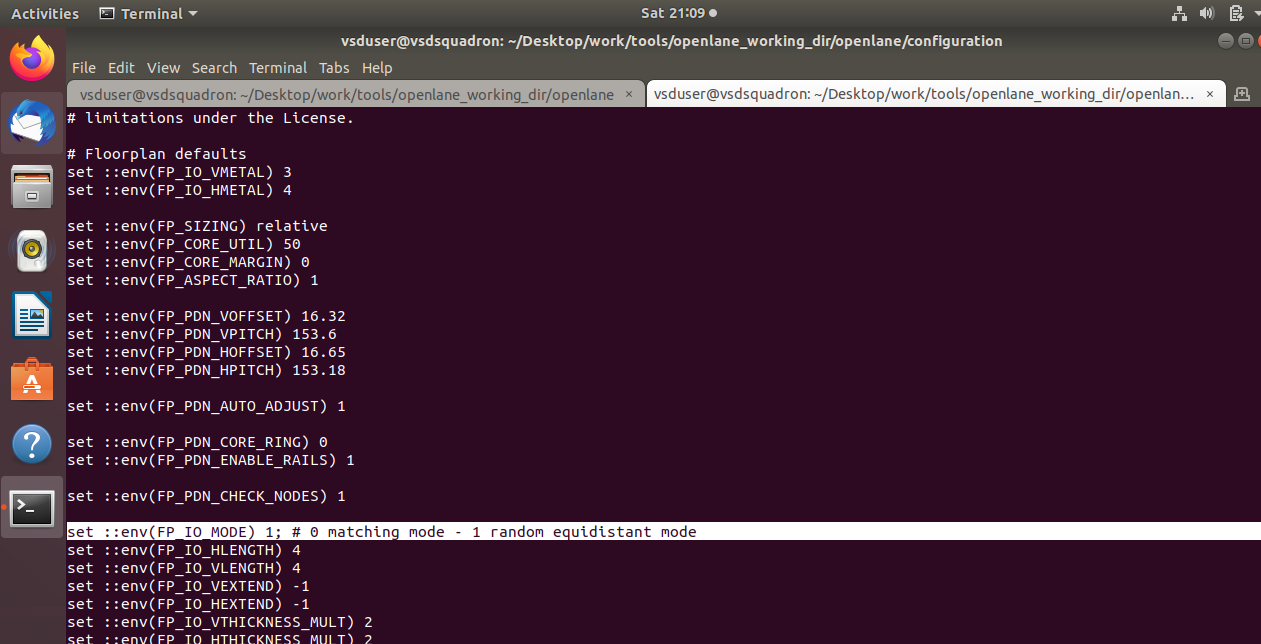 Activities Terminal Sat 21:09
vsduser@vsdsquadron: ~/Desktop/work/tools/openlane_working_dir/openlane/configuration
File Edit View Search Terminal Tabs Help
vsduser@vsdsquadron: ~/Desktop/work/tools/openlane_working_dir/openlane × vsduser@vsdsquadron: ~/Desktop/work/tools/openlane_working_dir/openlan... ×
# limitations under the License.
# Floorplan defaults
set ::env(FP_IO_VMETAL) 3
set ::env(FP_IO_HMETAL) 4
set ::env(FP_SIZING) relative
set ::env(FP_CORE_UTIL) 50
set ::env(FP_CORE_MARGIN) 0
set ::env(FP_ASPECT_RATIO) 1
set ::env(FP_PDN_VOFFSET) 16.32
set ::env(FP_PDN_VPITCH) 153.6
set ::env(FP_PDN_HOFFSET) 16.65
set ::env(FP_PDN_HPITCH) 153.18
set ::env(FP_PDN_AUTO_ADJUST) 1
set ::env(FP_PDN_CORE_RING) 0
set ::env(FP_PDN_ENABLE_RAILS) 1
set ::env(FP_PDN_CHECK_NODES) 1
set ::env(FP_IO_MODE) 1; # 0 matching mode - 1 random equidistant mode
set ::env(FP_IO_HLENGTH) 4
set ::env(FP_IO_VLENGTH) 4
set ::env(FP_IO_VEXTEND) -1
set ::env(FP_IO_HEXTEND) -1
set ::env(FP_IO_VTHICKNESS_MULT) 2
set ::env(FP_IO_HTHICKNESS_MULT) 2